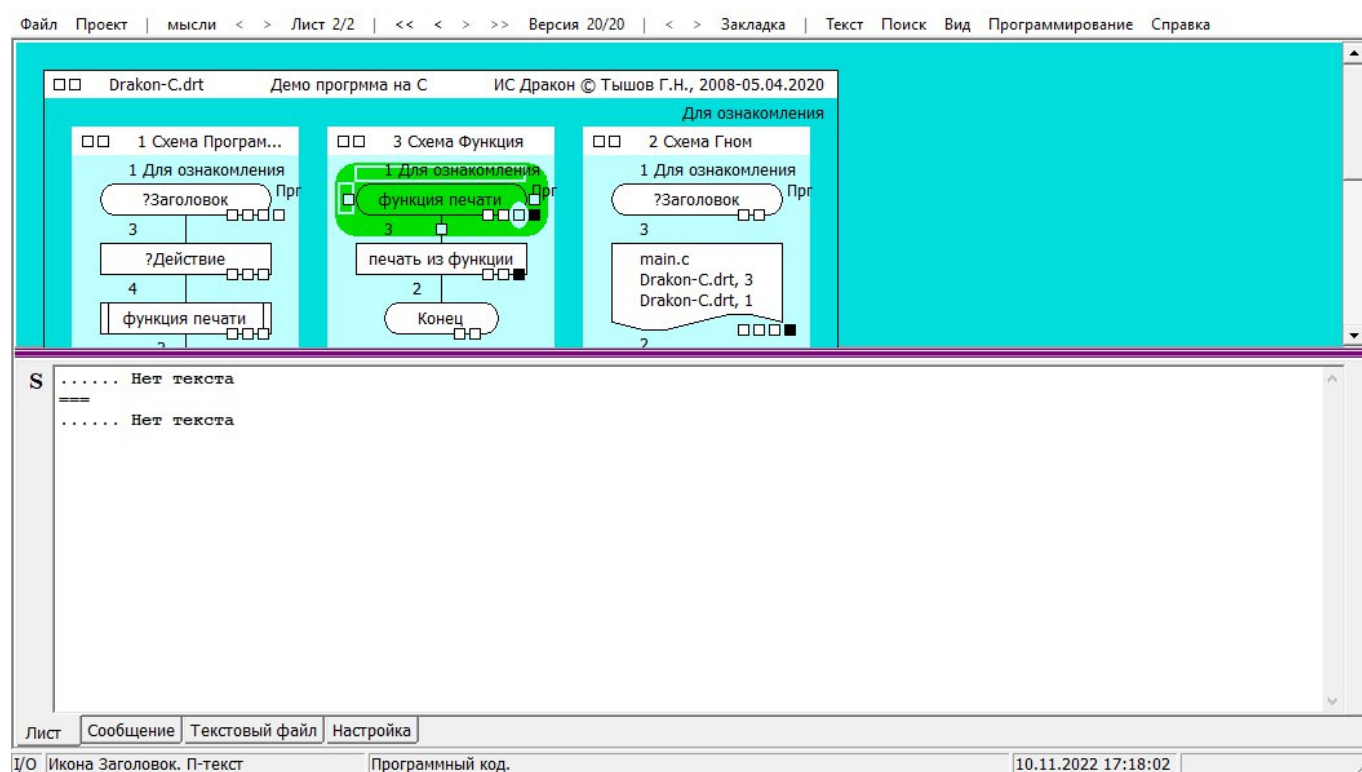 Файл Проект | мысли < > Лист 2/2 | << < > >> Версия 20/20 | < > Закладка | Текст Поиск Вид Программирование Справка
Drakon-C.drt Демо прогрмма на С ИС Дракон © Тышов Г.Н., 2008-05.04.2020
Для ознакомления
1 Схема Програм...
1 Для ознакомления
?Заголовок
Прг
3
?Действие
4
функция печати
2
3 Схема Функция
1 Для ознакомления
функция печати
Прг
3
печать из функции
2
Конец
2 Схема Гном
1 Для ознакомления
?Заголовок
Прг
3
main.c
Drakon-C.drt, 3
Drakon-C.drt, 1
2
S
...... Нет текста
===
...... Нет текста
Лист Сообщение Текстовый файл Настройка
I/O Икона Заголовок. П-текст Программный код. 10.11.2022 17:18:02